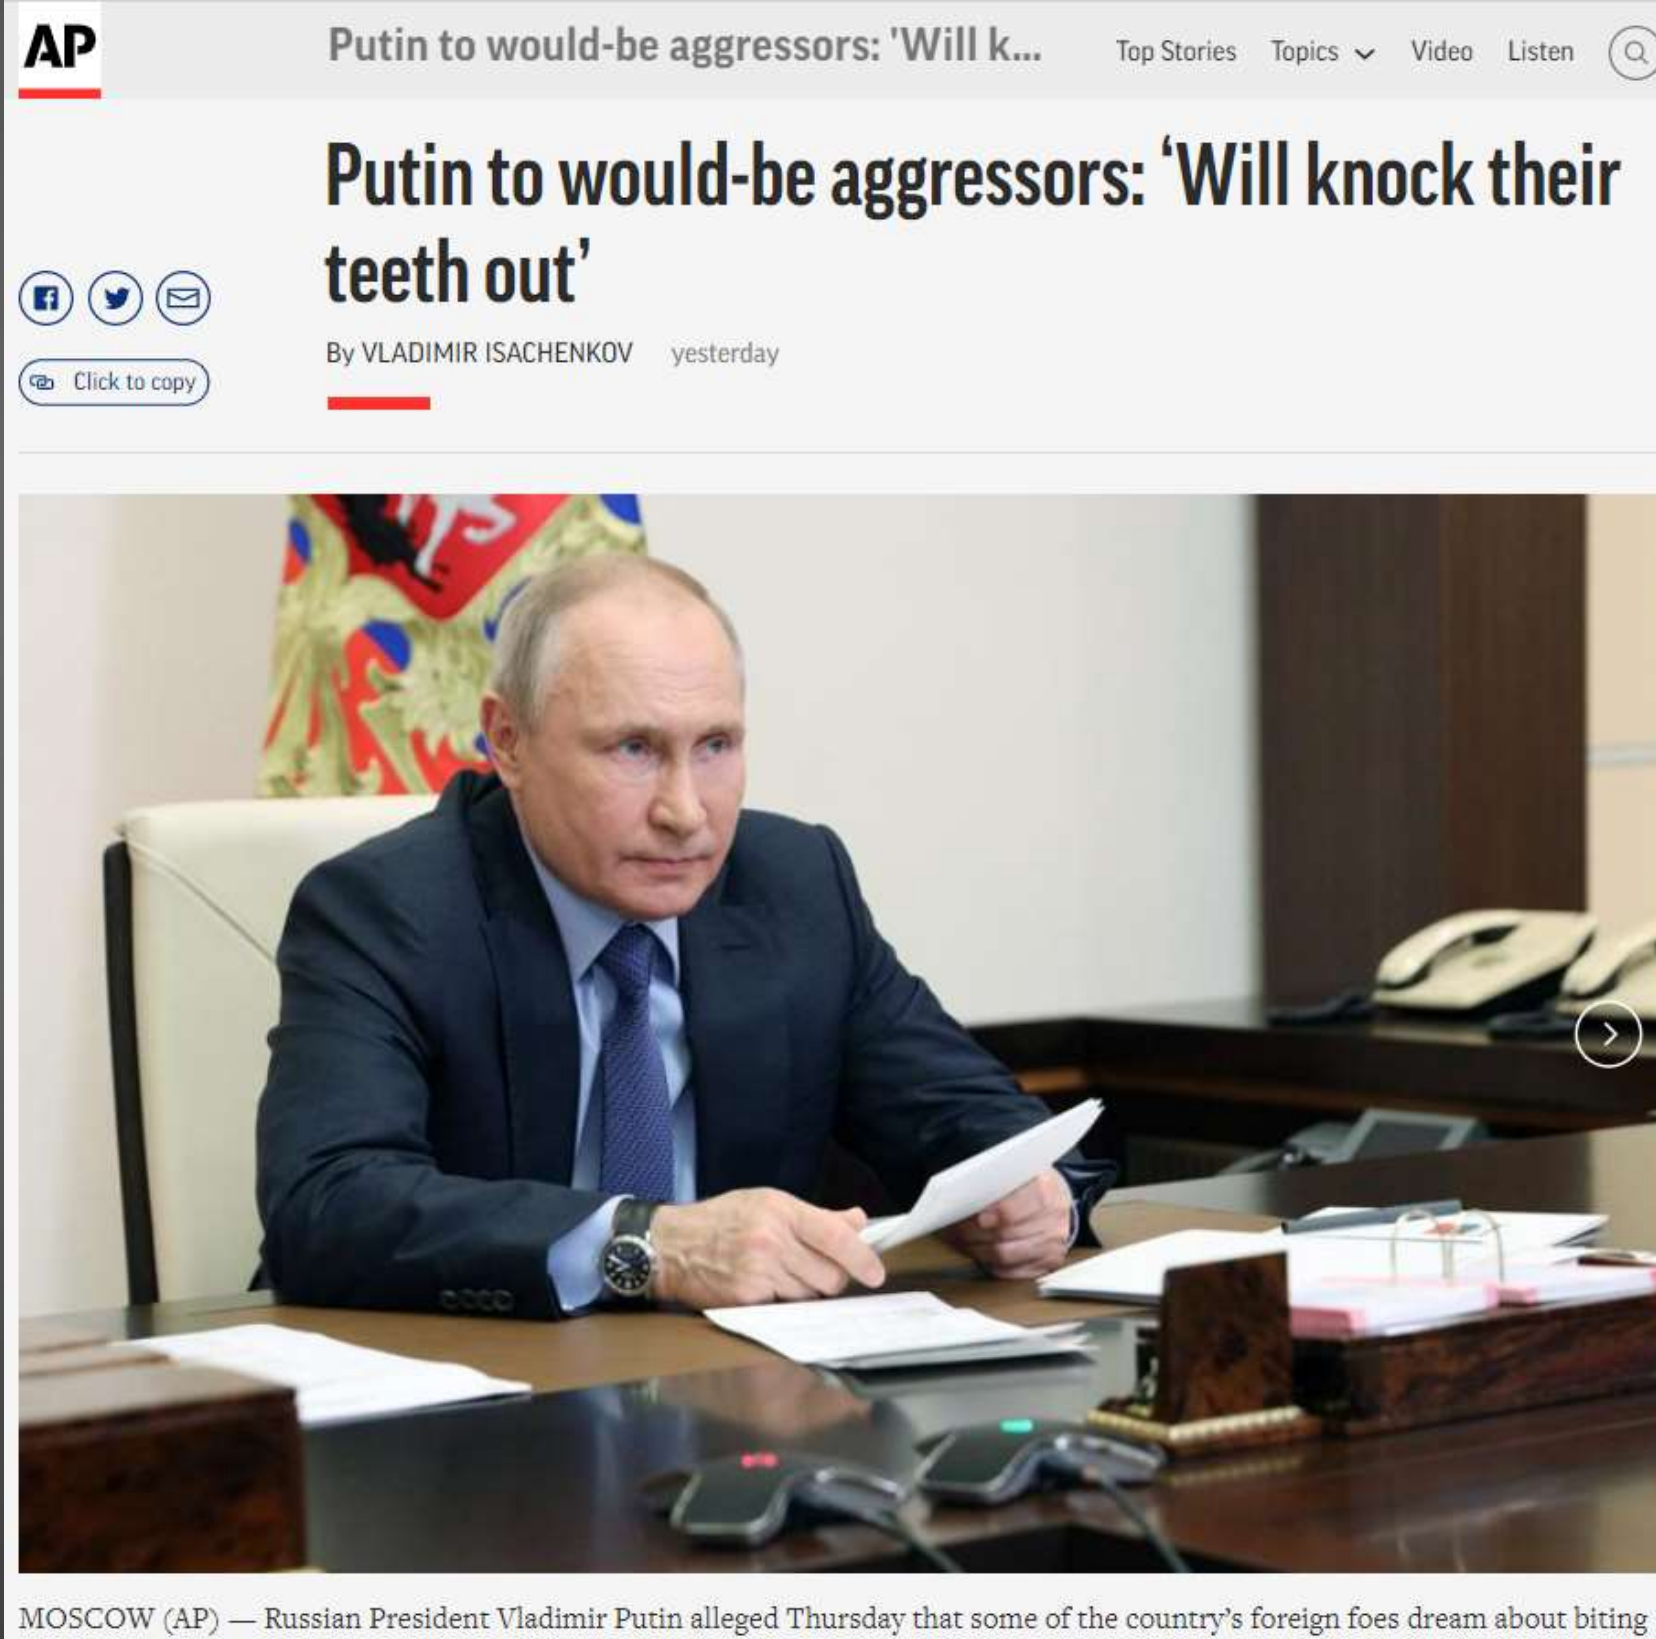 AP
Putin to would-be aggressors: 'Will k...
Top Stories Topics Video Listen
Putin to would-be aggressors: ‘Will knock their
teeth out’
By VLADIMIR ISACHENKOV yesterday
Click to copy
MOSCOW (AP) — Russian President Vladimir Putin alleged Thursday that some of the country’s foreign foes dream about biting